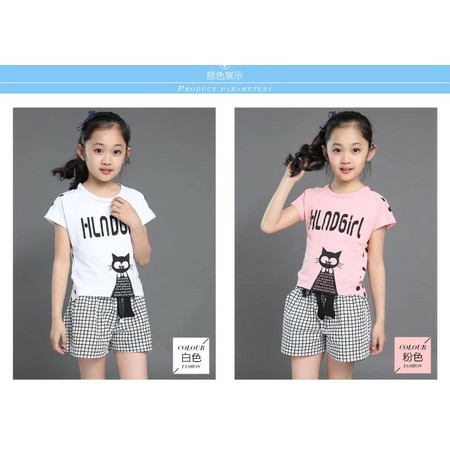 颜色展示
PRODUCT PARAMETERS
HLNDGirl
HLNDGirl
COLOUR
白色
FASHION
COLOUR
粉色
FASHION